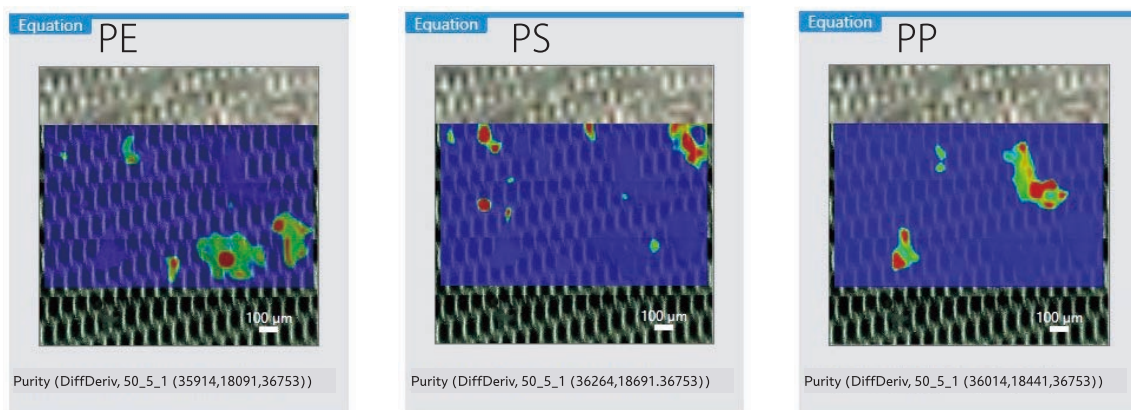 Equation
PE
100 µm
Purity (DiffDeriv, 50_5_1 (35914,18091,36753))
Equation
PS
100 µm
Purity (DiffDeriv, 50_5_1 (36264,18691.36753))
Equation
PP
100 µm
Purity (DiffDeriv, 50_5_1 (36014,18441,36753))